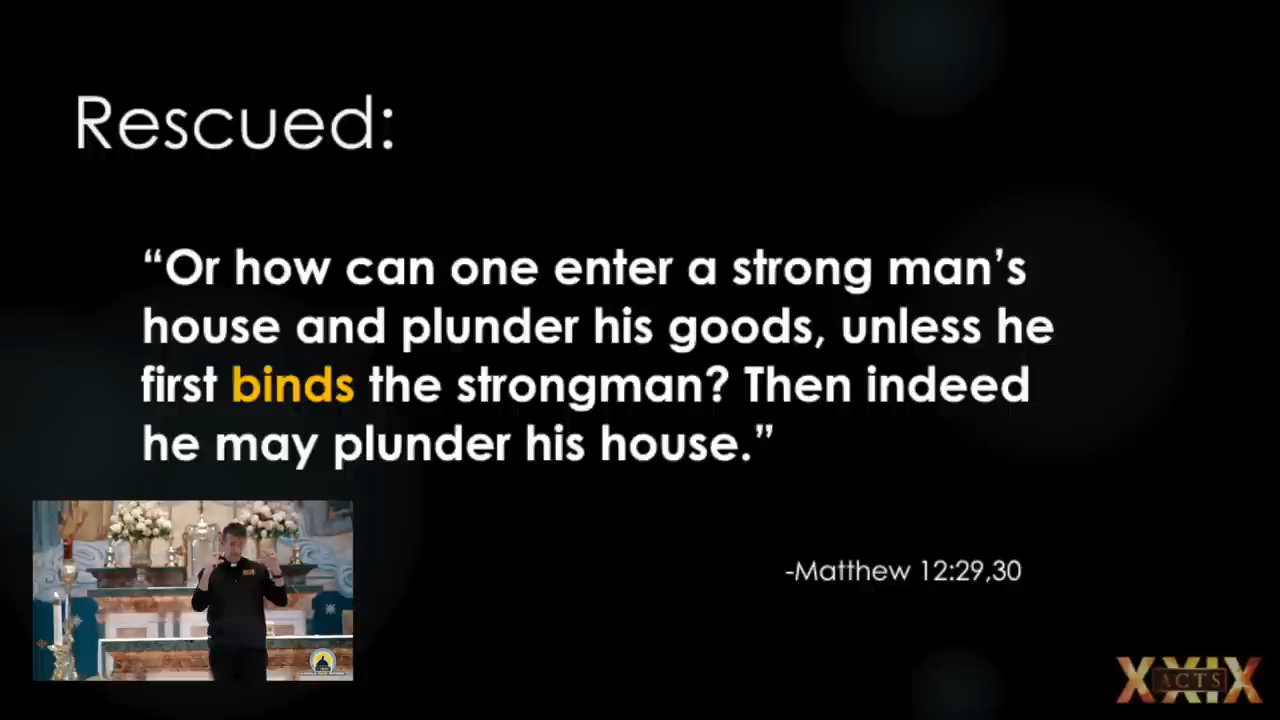 Rescued:
“Or how can one enter a strong man’s
house and plunder his goods, unless he
first binds the strongman? Then indeed
he may plunder his house.”
-Matthew 12:29,30
XXIX
ACTS